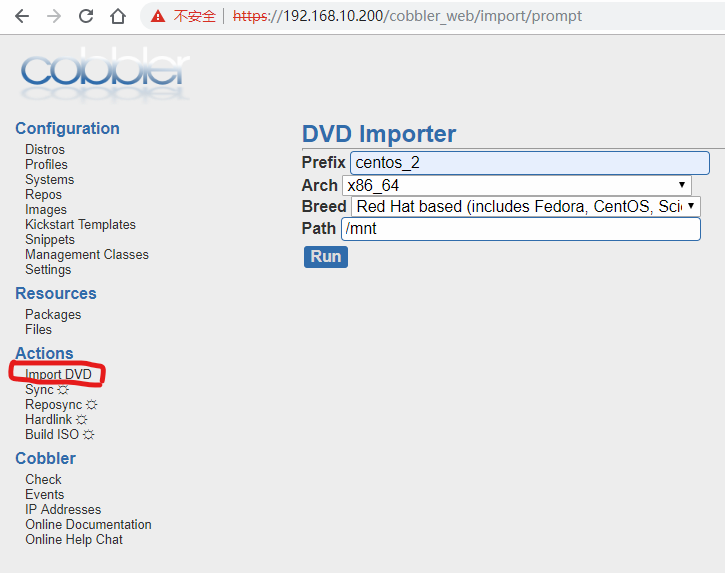 不安全 | https://192.168.10.200/cobbler_web/import/prompt
cobbler
Configuration
Distros
Profiles
Systems
Repos
Images
Kickstart Templates
Snippets
Management Classes
Settings
Resources
Packages
Files
Actions
Import DVD
Sync
Reposync
Hardlink
Build ISO
Cobbler
Check
Events
IP Addresses
Online Documentation
Online Help Chat
DVD Importer
Prefix centos_2
Arch x86_64
Breed Red Hat based (includes Fedora, CentOS, Scie
Path /mnt
Run